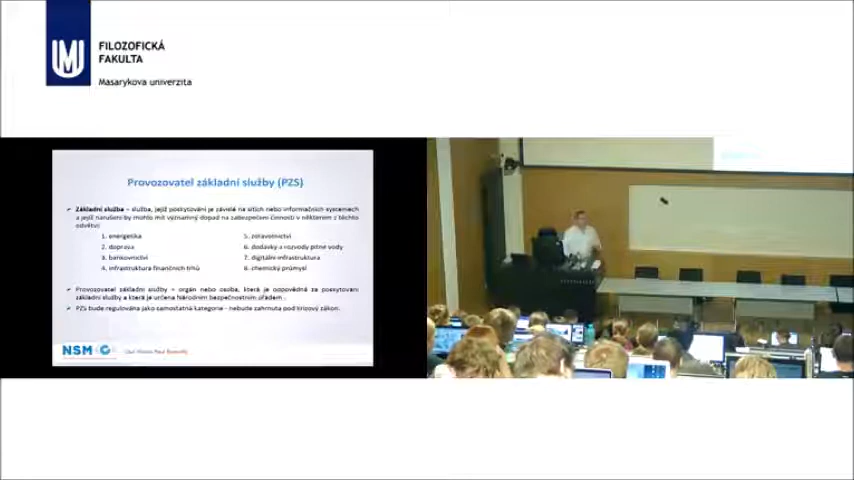 FILOZOFICKÁ
FAKULTA
Masarykova univerzita
Provozovatel základní služby (PZS)
Základní služba – služba, jejíž poskytování je závislé na sítích nebo informačních systémech
a jejíž narušení by mohlo mít významný dopad na zabezpečení činností v některém z těchto
odvětví:
1. energetika
2. doprava
3. bankovnictví
4. infrastruktura finančních trhů
5. zdravotnictví
6. dodávky a rozvody pitné vody
7. digitální infrastruktura
8. chemický průmysl
Provozovatel základní služby – orgán nebo osoba, která je odpovědná za poskytování
základní služby a která je určena Národním bezpečnostním úřadem.
PZS bude regulována jako samostatná kategorie – nebude zahrnuta pod krizový zákon.
NSM